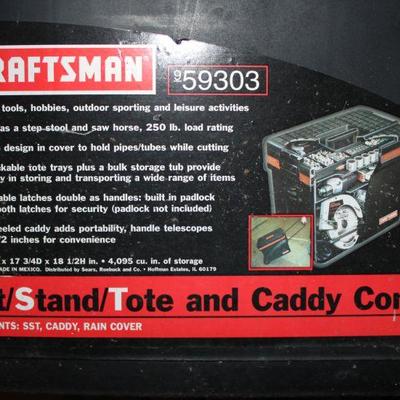 RAFTSMAN
959303
tools, hobbies, outdoor sporting and leisure activities
as a step stool and saw horse, 250 lb. load rating
design in cover to hold pipes/tubes while cutting
kable tote trays plus a bulk storage tub provide
y in storing and transporting a wide range of items
able latches double as handles: built in padlock
oth latches for security (padlock not included)
eeled caddy adds portability, handle telescopes
/2 inches for convenience
x 17 3/4D x 18 1/2H in. • 4,095 cu. in. of storage
ADE IN MEXICO. Distributed by Sears, Roebuck and Co. • Hoffman Estates, IL 60179
t/Stand/Tote and Caddy Com
NTS: SST, CADDY, RAIN COVER